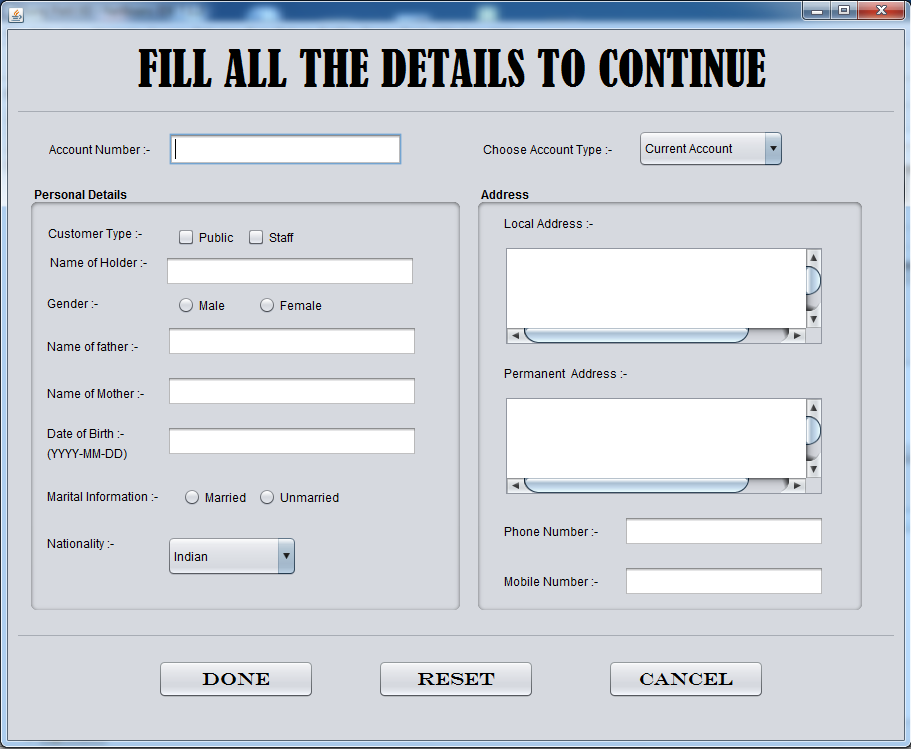 FILL ALL THE DETAILS TO CONTINUE
Account Number :-
Choose Account Type :- Current Account
Personal Details
Customer Type :- Public Staff
Name of Holder :-
Gender :- Male Female
Name of father :-
Name of Mother :-
Date of Birth :-
(YYYY-MM-DD)
Marital Information :- Married Unmarried
Nationality :- Indian
Address
Local Address :-
Permanent Address :-
Phone Number :-
Mobile Number :-
DONE RESET CANCEL